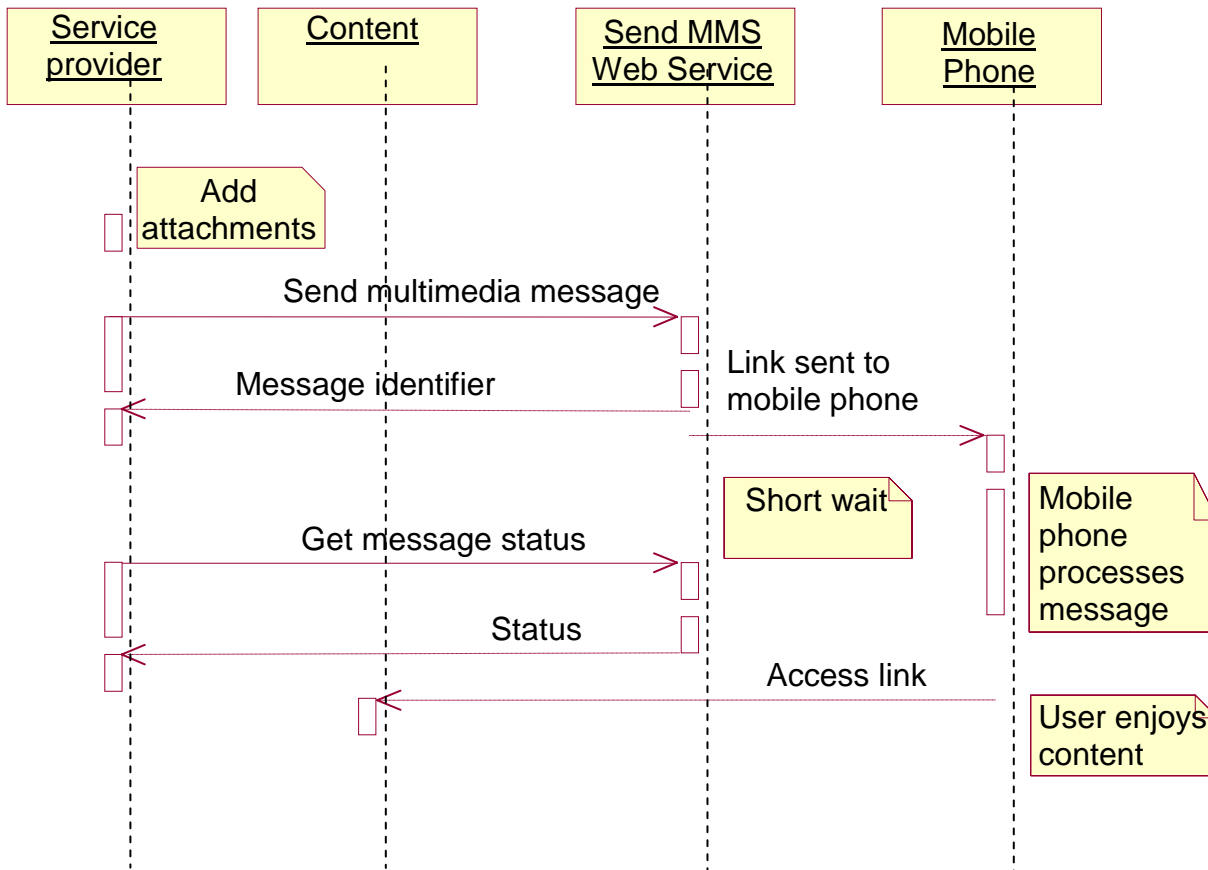 Service
provider
Content
Send MMS
Web Service
Mobile
Phone
Add
attachments
Send multimedia message
Link sent to
mobile phone
Message identifier
Short wait
Mobile
phone
processes
message
Get message status
Status
Access link
User enjoys
content